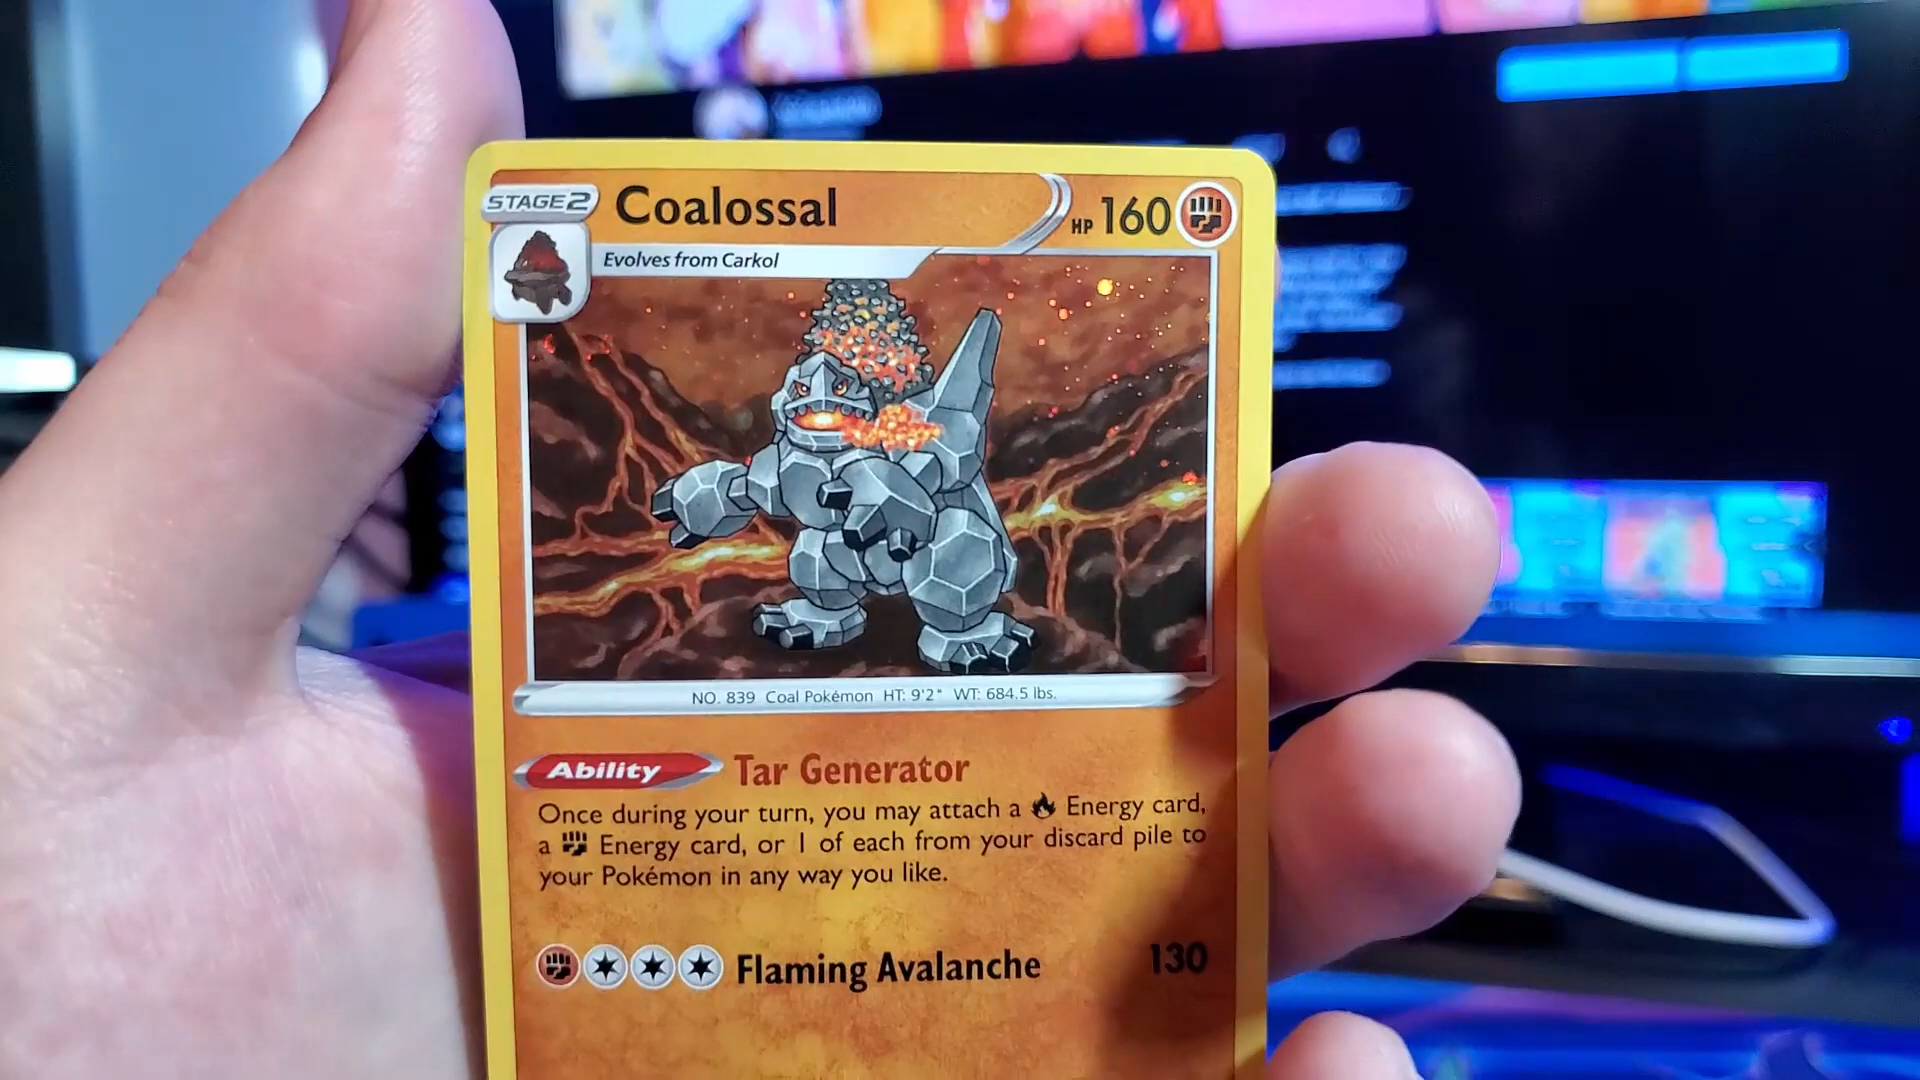 STAGE2
Coalossal
HP 160
Evolves from Carkol
NO. 839 Coal Pokémon HT: 9'2" WT: 684.5 lbs.
Ability Tar Generator
Once during your turn, you may attach a Energy card,
a Energy card, or 1 of each from your discard pile to
your Pokémon in any way you like.
Flaming Avalanche 130